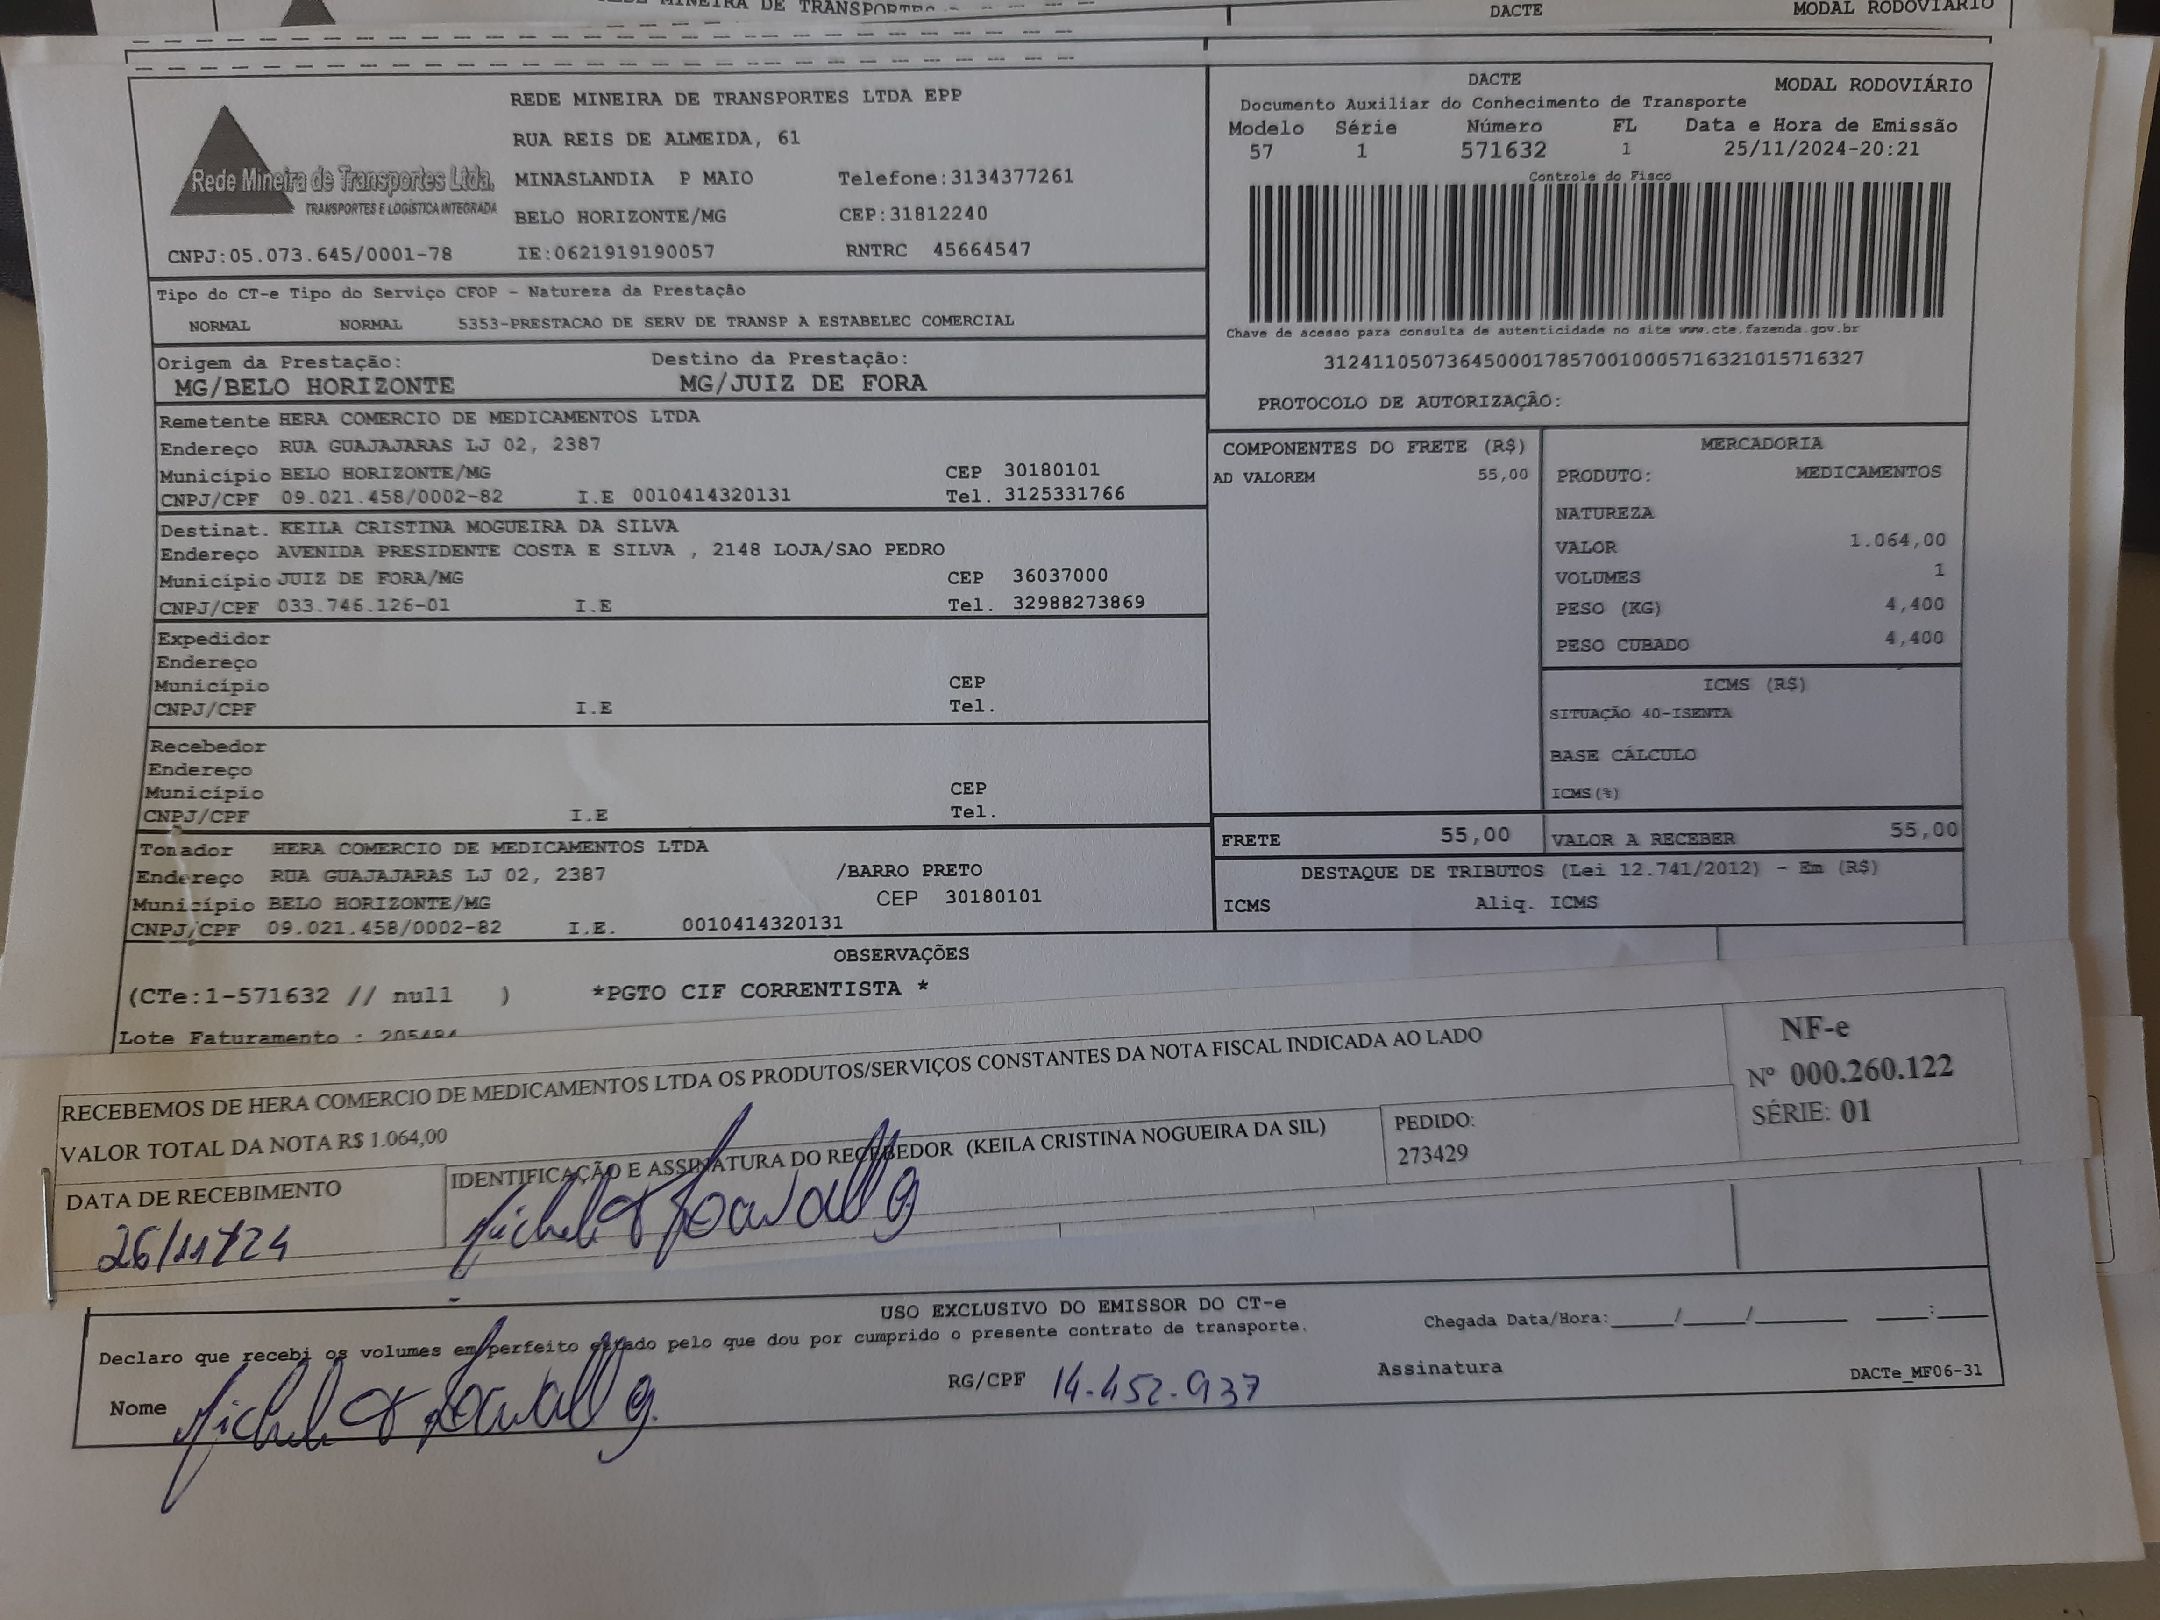 DACTE
MODAL RODOVIÁRIO
REDE MINEIRA DE TRANSPORTES LTDA EPP
RUA REIS DE ALMEIDA, 61
MINASLANDIA P MAIO Telefone:3134377261
BELO HORIZONTE/MG CEP:31812240
CNPJ:05.073.645/0001-78 IE:0621919190057 RNTRC 45664547
Rede Mineira de Transportes Ltda.
TRANSPORTES E LOGÍSTICA INTEGRADA
DACTE MODAL RODOVIÁRIO
Documento Auxiliar do Conhecimento de Transporte
Modelo Série Número FL Data e Hora de Emissão
57 1 571632 1 25/11/2024-20:21
Controle do Fisco
Chave de acesso para consulta de autenticidade no site www.cte.fazenda.gov.br
31241105073645000178570010005716321015716327
PROTOCOLO DE AUTORIZAÇÃO:
Tipo do CT-e Tipo do Serviço CFOP - Natureza da Prestação
NORMAL NORMAL 5353-PRESTACAO DE SERV DE TRANSP A ESTABELEC COMERCIAL
Origem da Prestação: Destino da Prestação:
MG/BELO HORIZONTE MG/JUIZ DE FORA
Remetente HERA COMERCIO DE MEDICAMENTOS LTDA
Endereço RUA GUAJAJARAS LJ 02, 2387
Município BELO HORIZONTE/MG CEP 30180101
CNPJ/CPF 09.021.458/0002-82 I.E 0010414320131 Tel. 3125331766
Destinat. KEILA CRISTINA MOGUEIRA DA SILVA
Endereço AVENIDA PRESIDENTE COSTA E SILVA , 2148 LOJA/SAO PEDRO
Município JUIZ DE FORA/MG CEP 36037000
CNPJ/CPF 033.746.126-01 I.E Tel. 32988273869
Expedidor
Endereço
Município CEP
CNPJ/CPF I.E Tel.
Recebedor
Endereço
Município CEP
CNPJ/CPF I.E Tel.
Tomador HERA COMERCIO DE MEDICAMENTOS LTDA
Endereço RUA GUAJAJARAS LJ 02, 2387 /BARRO PRETO
Município BELO HORIZONTE/MG CEP 30180101
CNPJ/CPF 09.021.458/0002-82 I.E. 0010414320131
COMPONENTES DO FRETE (R$)
AD VALOREM 55,00
MERCADORIA
PRODUTO: MEDICAMENTOS
NATUREZA
VALOR 1.064,00
VOLUMES 1
PESO (KG) 4,400
PESO CUBADO 4,400
ICMS (R$)
SITUAÇÃO 40-ISENTA
BASE CÁLCULO
ICMS(%)
FRETE 55,00 VALOR A RECEBER 55,00
DESTAQUE DE TRIBUTOS (Lei 12.741/2012) - Em (R$)
ICMS Aliq. ICMS
OBSERVAÇÕES
(CTe:1-571632 // null ) *PGTO CIF CORRENTISTA *
Lote Faturamento : 205484
RECEBEMOS DE HERA COMERCIO DE MEDICAMENTOS LTDA OS PRODUTOS/SERVIÇOS CONSTANTES DA NOTA FISCAL INDICADA AO LADO
VALOR TOTAL DA NOTA R$ 1.064,00
DATA DE RECEBIMENTO
26/11/24
IDENTIFICAÇÃO E ASSINATURA DO RECEBEDOR (KEILA CRISTINA NOGUEIRA DA SIL)
PEDIDO:
273429
NF-e
Nº 000.260.122
SÉRIE: 01
USO EXCLUSIVO DO EMISSOR DO CT-e
Declaro que recebi os volumes em perfeito estado pelo que dou por cumprido o presente contrato de transporte.
Chegada Data/Hora:____/____/______ ___:___
Nome RG/CPF 14.452.937 Assinatura
DACTe_MF06-31